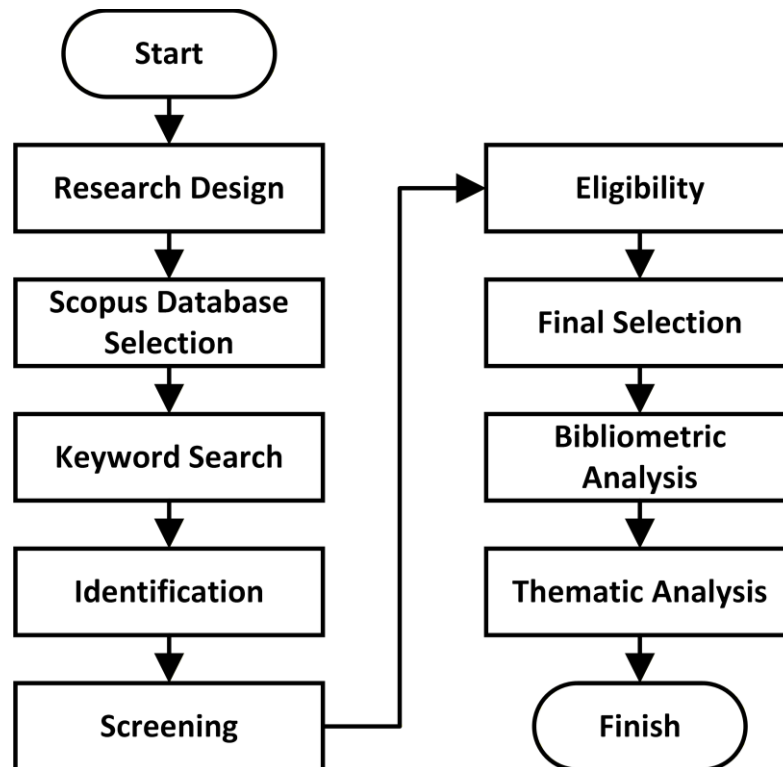 Start
Research Design
Scopus Database
Selection
Keyword Search
Identification
Screening
Eligibility
Final Selection
Bibliometric
Analysis
Thematic Analysis
Finish